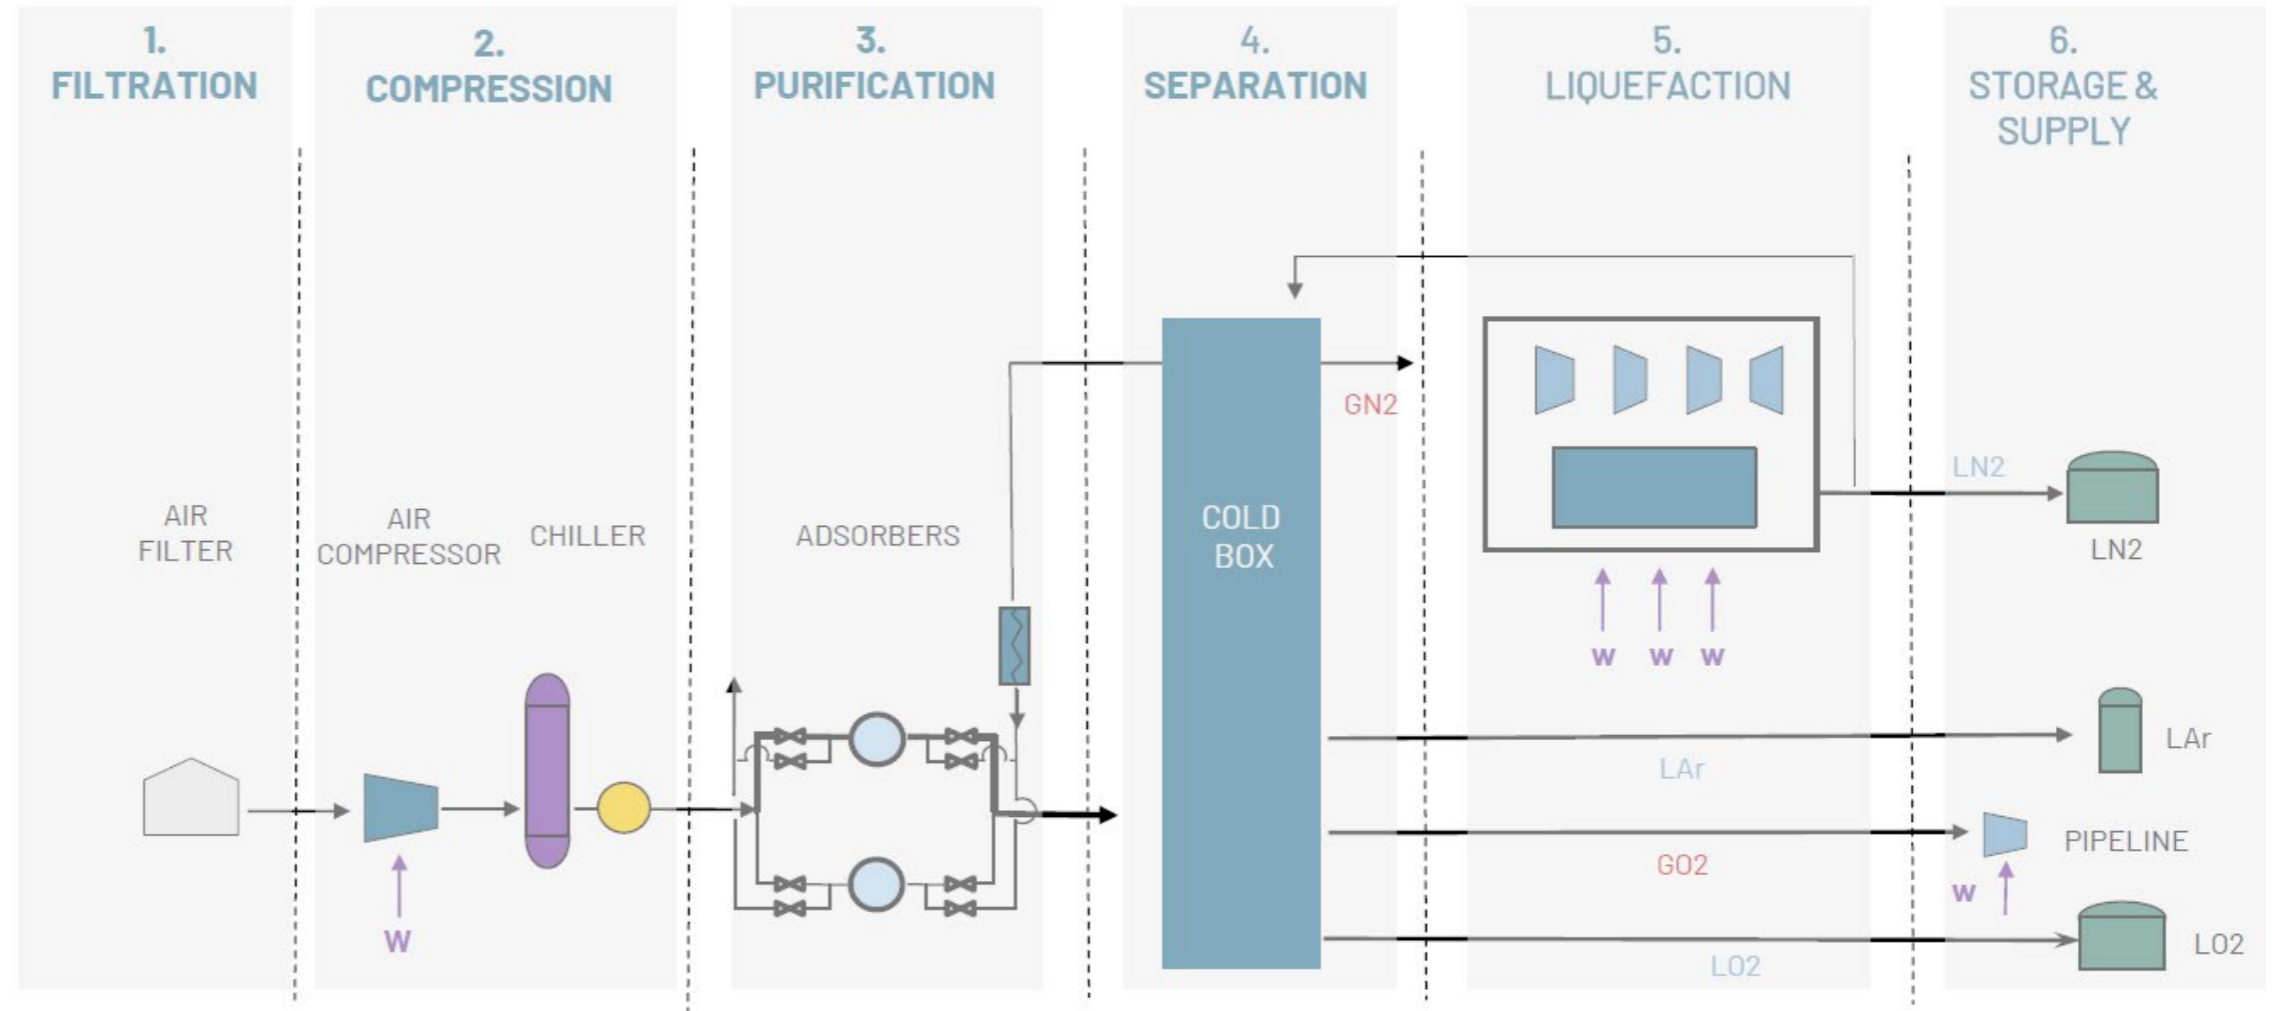 1.
FILTRATION
2.
COMPRESSION
3.
PURIFICATION
4.
SEPARATION
5.
LIQUEFACTION
6.
STORAGE &
SUPPLY
AIR
FILTER
AIR
COMPRESSOR
CHILLER
W
ADSORBERS
COLD
BOX
GN2
W W W
LN2
LN2
LAr
LAr
GO2
PIPELINE
W
LO2
LO2